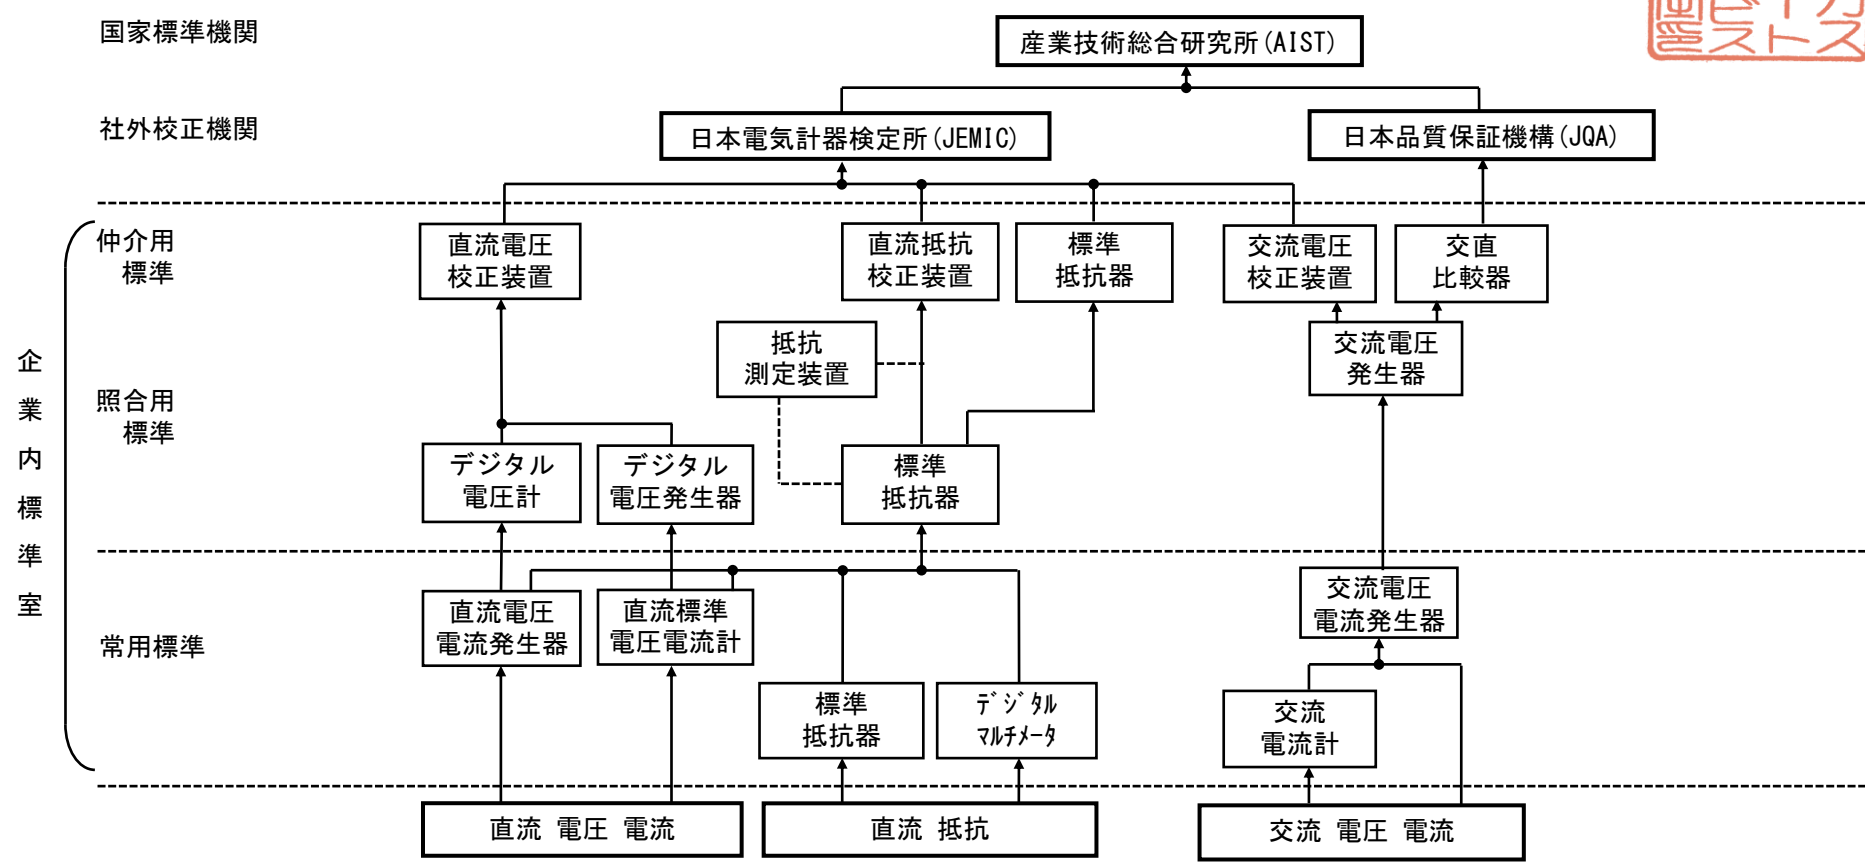 国家標準機関
産業技術総合研究所(AIST)
社外校正機関
日本電気計器検定所(JEMIC)
日本品質保証機構(JQA)
仲介用
標準
直流電圧
校正装置
直流抵抗
校正装置
標準
抵抗器
交流電圧
校正装置
交直
比較器
抵抗
測定装置
交流電圧
発生器
企業内標準室
照合用
標準
デジタル
電圧計
デジタル
電圧発生器
標準
抵抗器
常用標準
直流電圧
電流発生器
直流標準
電圧電流計
交流電圧
電流発生器
標準
抵抗器
ﾃﾞｼﾞﾀﾙ
ﾏﾙﾁﾒｰﾀ
交流
電流計
直流 電圧 電流
直流 抵抗
交流 電圧 電流